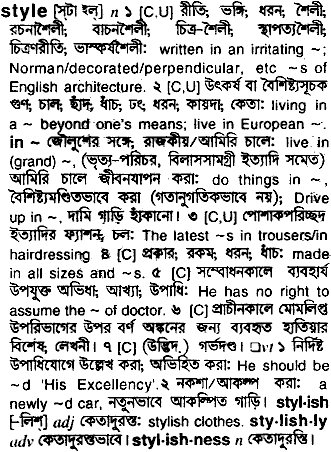 style [সটা ইল্] n ১ [C,U] রীতি; ভঙ্গি; ধরন; শৈলী;
রচনাশৈলী; বাচনশৈলী; চিত্র-শৈলী; স্থাপত্যশৈলী;
চিত্রণরীতি; ভাস্কর্যশৈলী: written in an irritating ~;
Norman/decorated/perpendicular, etc ~s of
English architecture. ২ [C,U] উৎকর্ষ বা বৈশিষ্ট্যসূচক
গুণ; চাল; ছাঁদ; ধাঁচ; ঢং; ধরন; কায়দা; কেতা: living in
a ~ beyond one's means; live in European ~.
in ~ জৌলুশের সঙ্গে; রাজকীয়/আমিরি চালে: live in
(grand) ~, (ভৃত্য-পরিচর, বিলাসসামগ্রী ইত্যাদি সমেত)
আমিরি চালে জীবনযাপন করা: do things in ~,
বৈশিষ্ট্যমণ্ডিতভাবে করা (গতানুগতিকভাবে নয়); Drive
up in ~, দামি গাড়ি হাঁকানো। ৩ [C,U] পোশাকপরিচ্ছদ
ইত্যাদির ফ্যাশন; চল: The latest ~s in trousers/in
hairdressing ৪ [C] প্রকার; রকম; ধরন; ধাঁচ: made
in all sizes and ~s. ৫ [C] সম্বোধনকালে ব্যবহার্য
উপযুক্ত অভিধা; আখ্যা; উপাধি: He has no right to
assume the ~ of doctor. ৬ [C] প্রাচীনকালে মোমলিপ্ত
উপরিভাগের উপর বর্ণ অঙ্কনের জন্য ব্যবহৃত হাতিয়ার
বিশেষ; লেখনী। ৭ [C] (উদ্ভিদ.) গর্ভদণ্ড। □vt ১ নির্দিষ্ট
উপাধিযোগে উল্লেখ করা; অভিহিত করা: He should be
~d 'His Excellency'. ২ নকশা/আকল্প করা: a
newly ~d car, নতুনভাবে আকল্পিত গাড়ি। styl·ish
[-লিশ্] adj কেতাদুরস্ত: stylish clothes. styl·ish·ly
adv কেতাদুরস্তভাবে। styl·ish·ness n কেতাদুরস্তি।